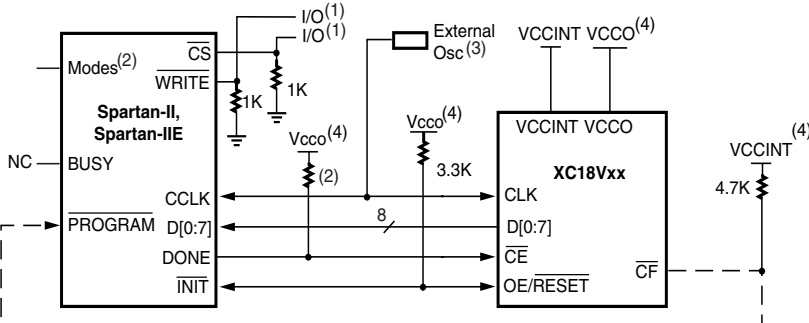 I/O(1)
I/O(1)
External
Osc(3)
VCCINT VCCO(4)
CS
Modes(2)
WRITE
1K
1K
Spartan-II,
Spartan-IIE
Vcco(4)
Vcco(4)
VCCINT VCCO
VCCINT(4)
NC
BUSY
(2)
3.3K
XC18Vxx
4.7K
CCLK
CLK
PROGRAM
D[0:7]
8
D[0:7]
DONE
CE
CF
INIT
OE/RESET